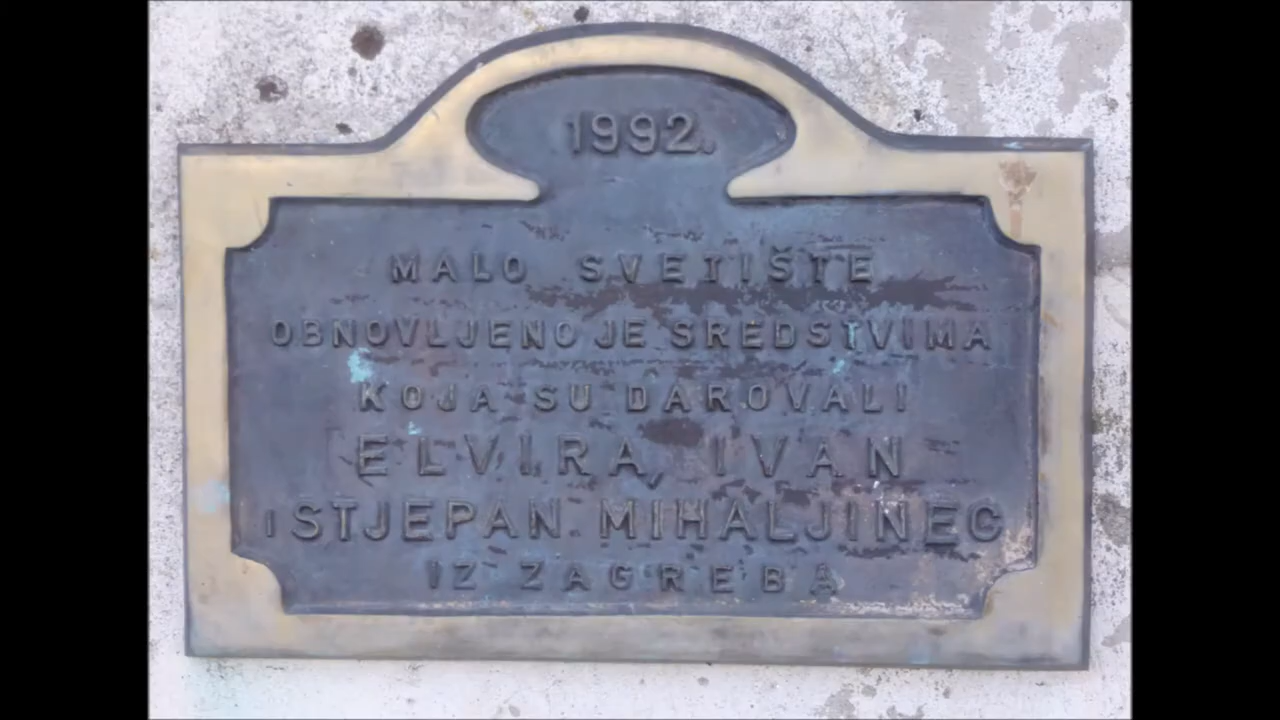 1992.
MALO SVETIŠTE
OBNOVLJENO JE SREDSTVIMA
KOJA SU DAROVALI
ELVIRA, IVAN
I STJEPAN MIHALJINEC
IZ ZAGREBA